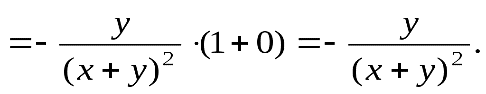 =- y/(x + y)² ·(1 + 0) =- y/(x + y)².